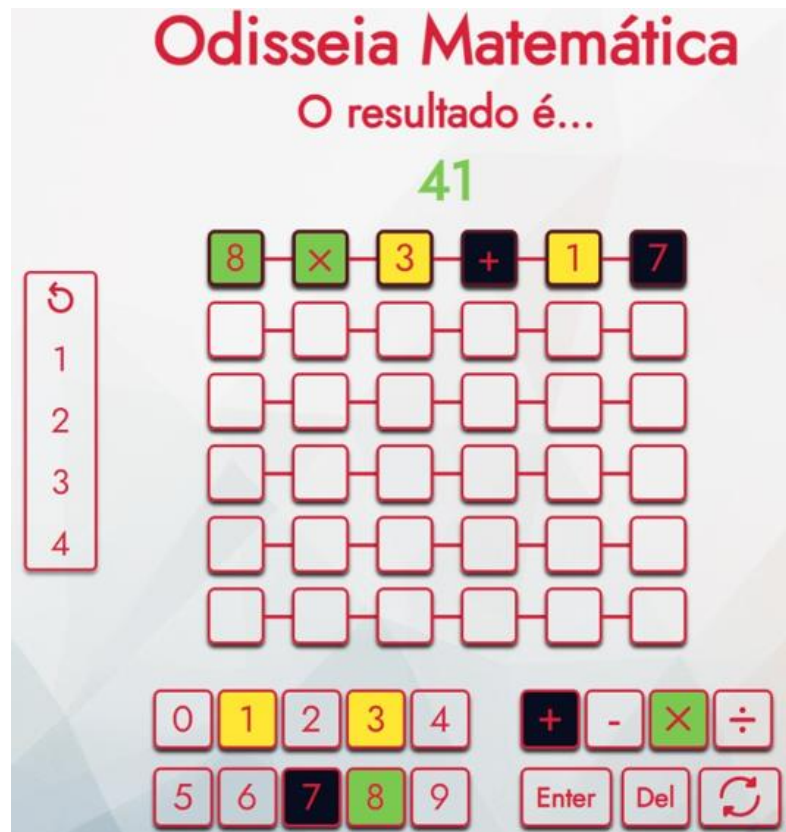 Odisseia Matemática
O resultado é...
41
8 × 3 + 1 7
1
2
3
4
0 1 2 3 4 + - × ÷
5 6 7 8 9 Enter Del